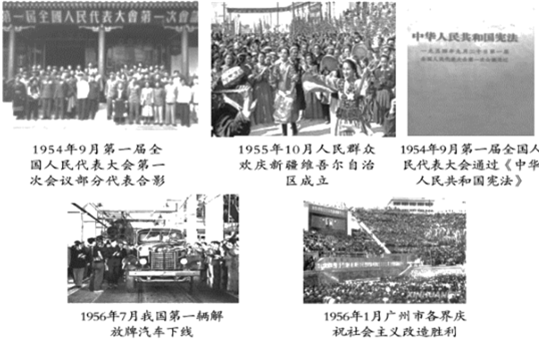 第一届全國人民代表大會第一次會議
中华人民共和国宪法
1954年9月第一届全
国人民代表大会第一
次会议部分代表合影
1955年10月人民群众
欢庆新疆维吾尔自治
区成立
1954年9月第一届全国人
民代表大会通过《中华
人民共和国宪法》
XINHUA
1956年7月我国第一辆解
放牌汽车下线
1956年1月广州市各界庆
祝社会主义改造胜利